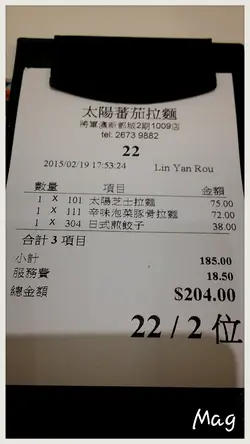 太陽蕃茄拉麵
將軍澳新都城2期1009店
tel: 2673 9882
22
2015/02/19 17:53:24 Lin Yan Rou
數量 項目 金額
1 X 101 太陽芝士拉麵 75.00
1 X 111 辛味泡菜豚骨拉麵 72.00
1 X 304 日式煎餃子 38.00
合計 3 項目
小計 185.00
服務費 18.50
總金額 $204.00
22 / 2 位
Mag